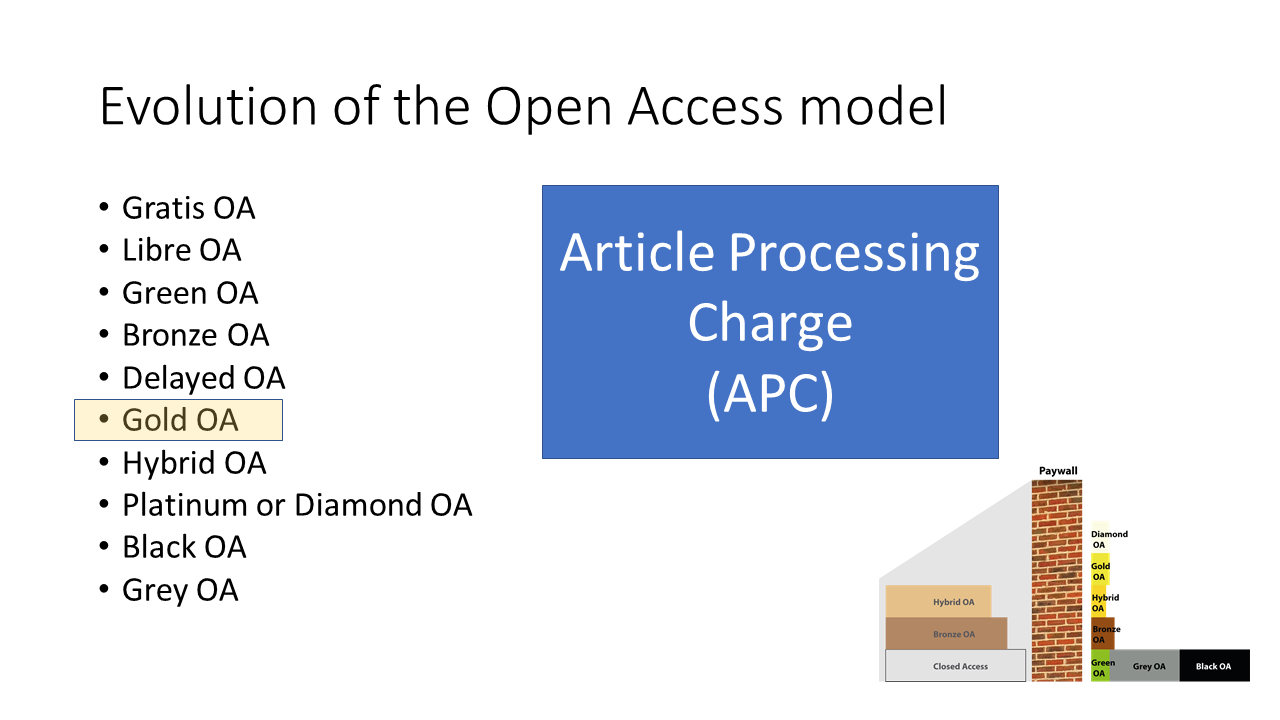 Evolution of the Open Access model
• Gratis OA
• Libre OA
• Green OA
• Bronze OA
• Delayed OA
• Gold OA
• Hybrid OA
• Platinum or Diamond OA
• Black OA
• Grey OA
Article Processing
Charge
(APC)
Paywall
Hybrid OA
Bronze OA
Closed Access
Diamond
OA
Gold
OA
Hybrid
OA
Bronze
OA
Green
OA
Grey OA
Black OA